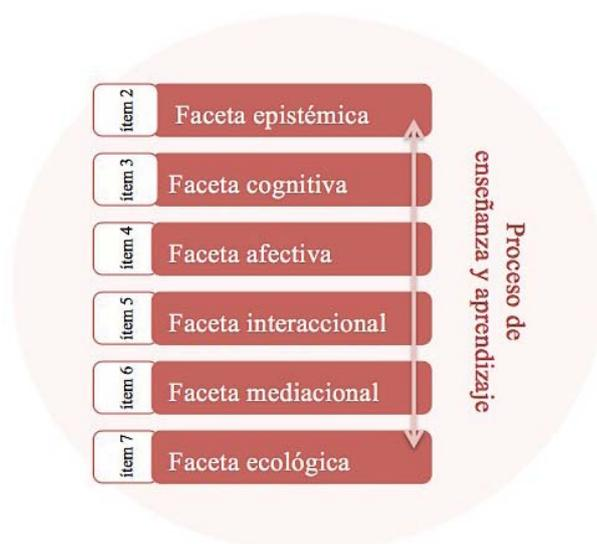 ítem 2
Faceta epistémica
ítem 3
Faceta cognitiva
ítem 4
Faceta afectiva
ítem 5
Faceta interaccional
ítem 6
Faceta mediacional
ítem 7
Faceta ecológica
Proceso de
enseñanza y aprendizaje